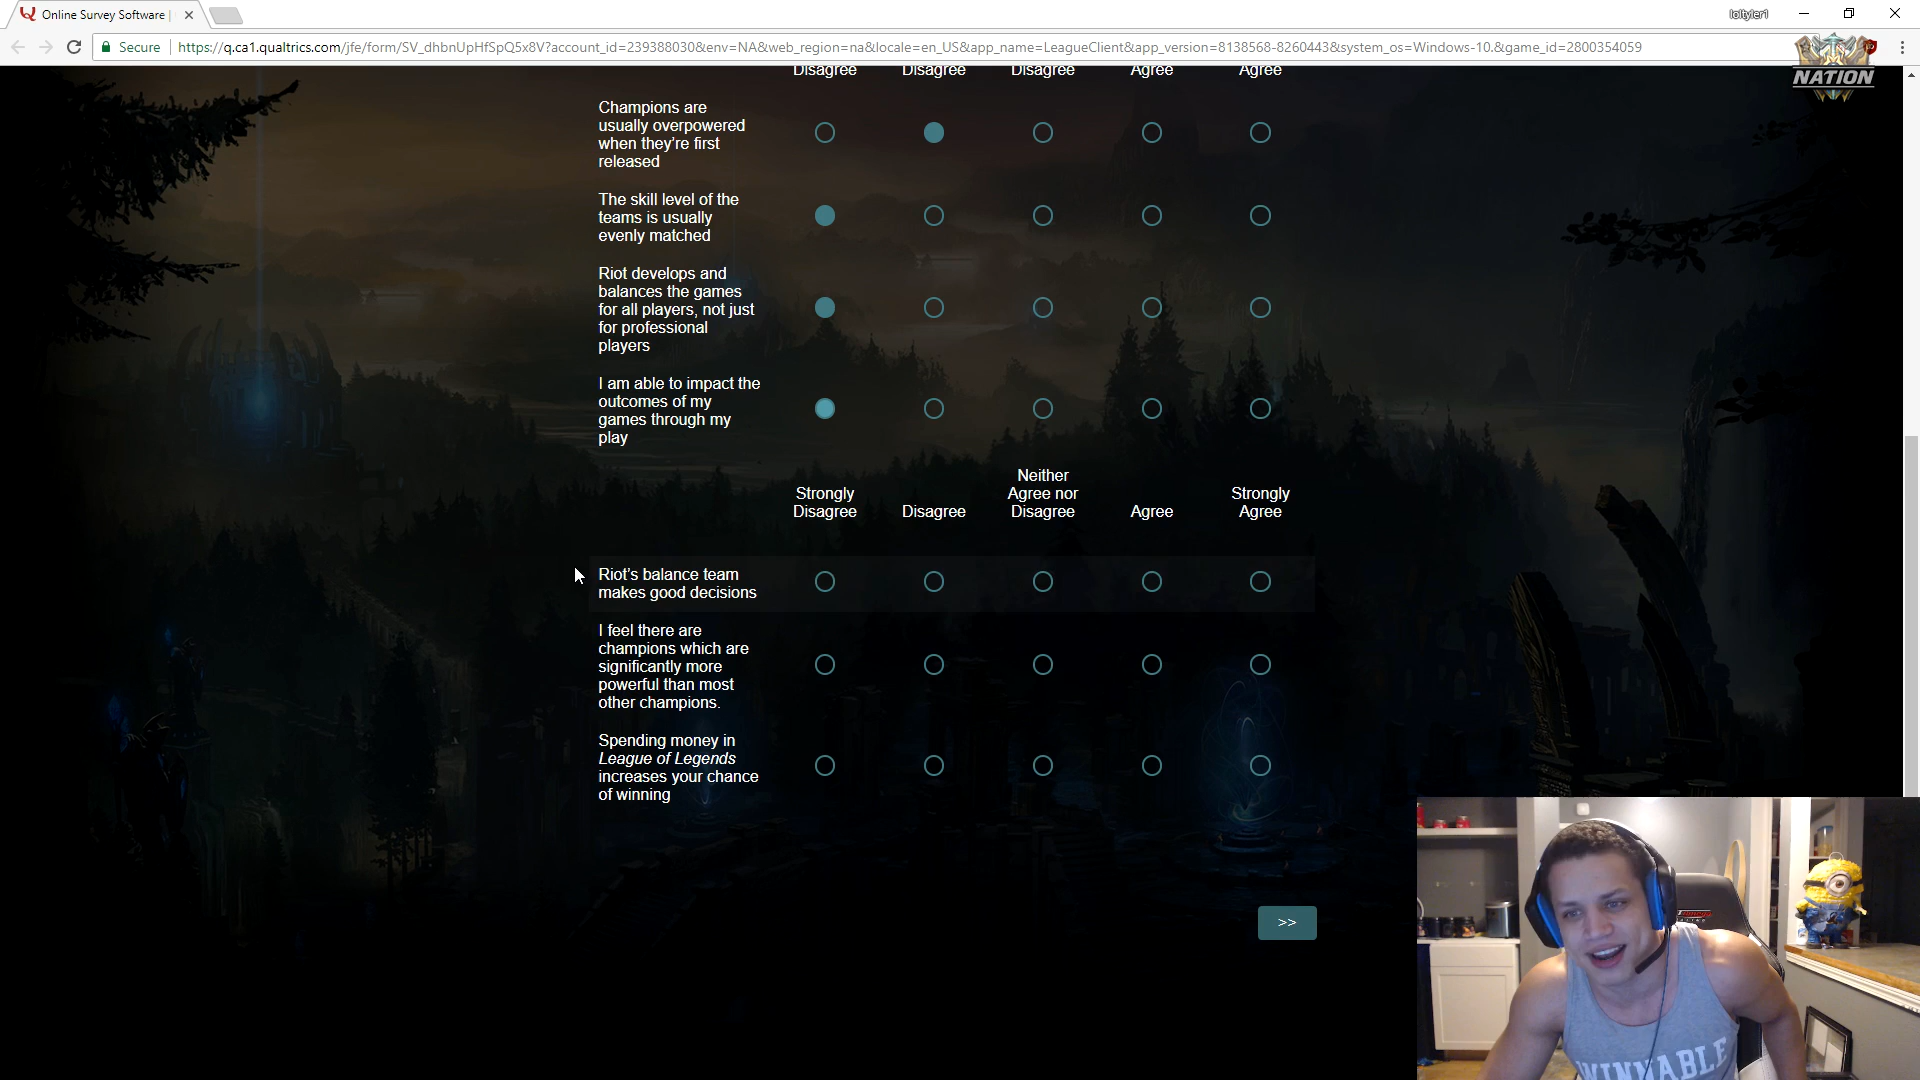 Online Survey Software |
loltyler1
Secure
https://q.ca1.qualtrics.com/jfe/form/SV_dhbnUpHfSpQ5x8V?account_id=239388030&env=NA&web_region=na&locale=en_US&app_name=LeagueClient&app_version=8138568-8260443&system_os=Windows-10.&game_id=2800354059
NATION
Disagree Disagree Disagree Agree Agree
Champions are
usually overpowered
when they're first
released
The skill level of the
teams is usually
evenly matched
Riot develops and
balances the games
for all players, not just
for professional
players
I am able to impact the
outcomes of my
games through my
play
Neither
Strongly Agree nor Strongly
Disagree Disagree Disagree Agree Agree
Riot’s balance team
makes good decisions
I feel there are
champions which are
significantly more
powerful than most
other champions.
Spending money in
League of Legends
increases your chance
of winning
>>
WINNABLE